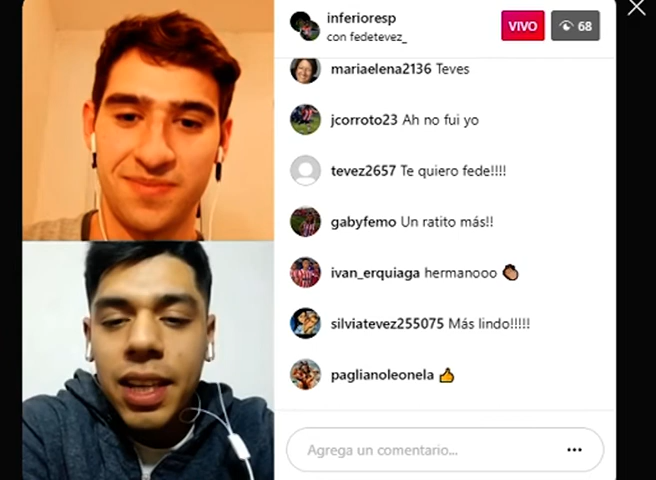 inferioresp
con fedetevez_
VIVO
68
mariaelena2136 Teves
jcorroto23 Ah no fui yo
tevez2657 Te quiero fede!!!!
gabyfemo Un ratito más!!
ivan_erquiaga hermanooo
silviatevez255075 Más lindo!!!!!
paglianoleonela
Agrega un comentario...